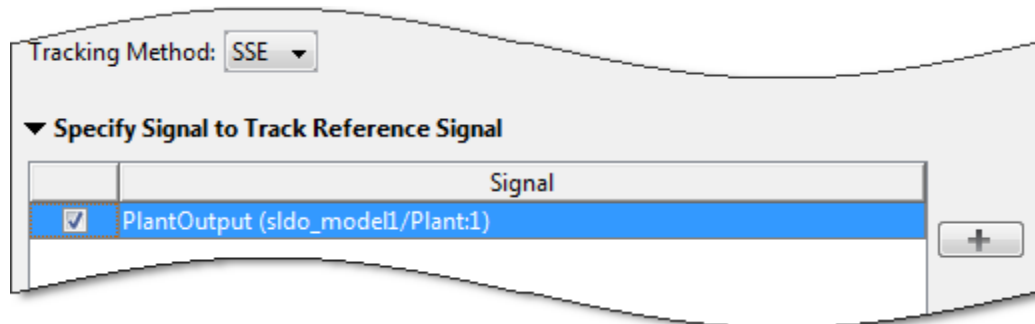 Tracking Method: SSE
Specify Signal to Track Reference Signal
Signal
PlantOutput (sldo_model1/Plant:1)